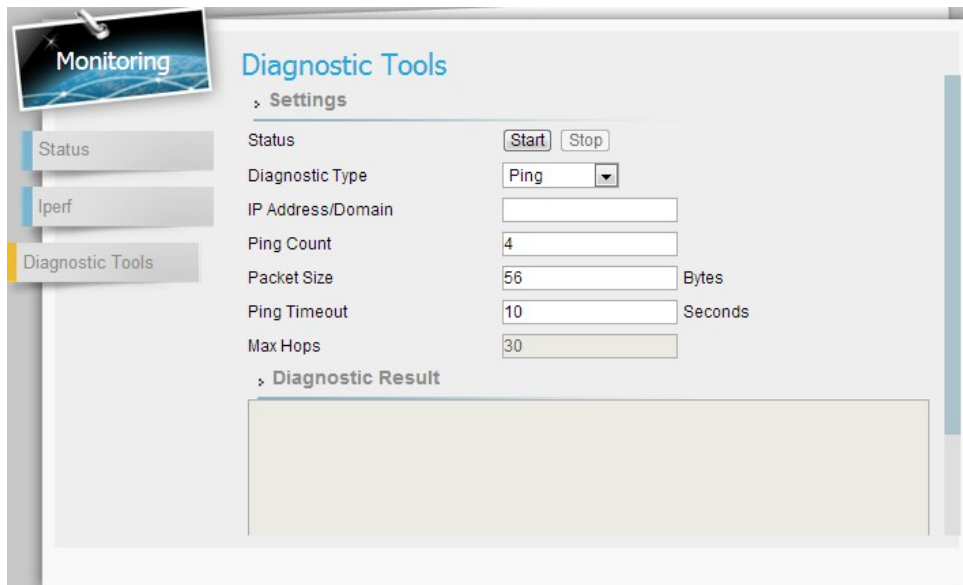 Monitoring
Status
Iperf
Diagnostic Tools
Diagnostic Tools
Settings
Status Start Stop
Diagnostic Type Ping
IP Address/Domain
Ping Count 4
Packet Size 56 Bytes
Ping Timeout 10 Seconds
Max Hops 30
Diagnostic Result